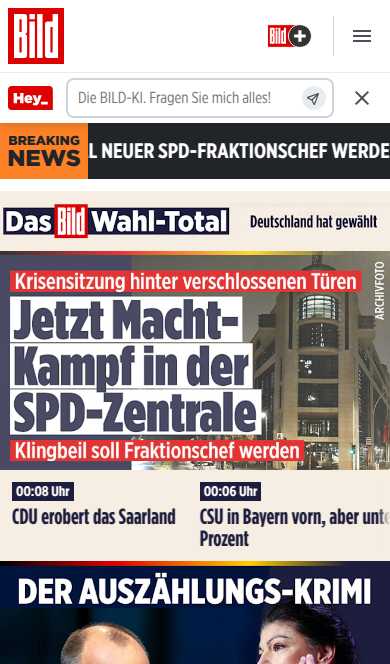 Bild
Bild
Hey_
Die BILD-KI. Fragen Sie mich alles!
BREAKING
NEWS
L NEUER SPD-FRAKTIONSCHEF WERDE
Das Bild Wahl-Total
Deutschland hat gewählt
ARCHIVFOTO
Krisensitzung hinter verschlossenen Türen
Jetzt Macht-
Kampf in der
SPD-Zentrale
Klingbeil soll Fraktionschef werden
00:08 Uhr
CDU erobert das Saarland
00:06 Uhr
CSU in Bayern vorn, aber unte
Prozent
DER AUSZÄHLUNGS-KRIMI